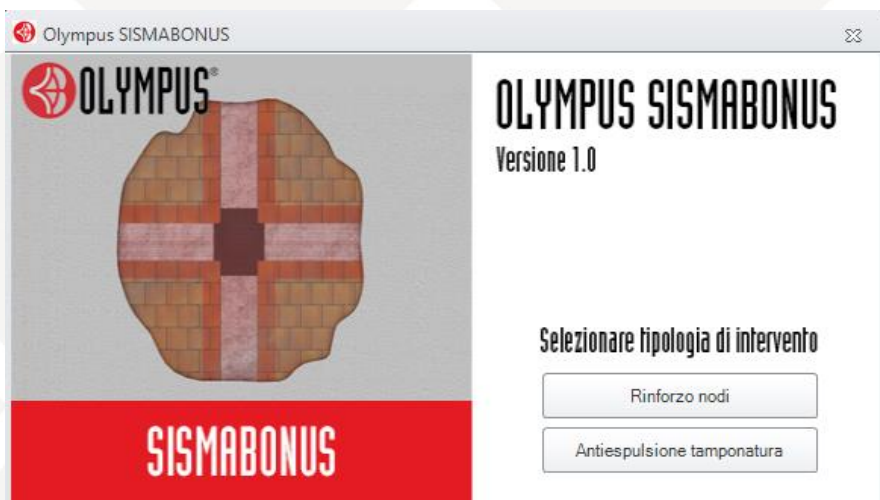 Olympus SISMABONUS
OLYMPUS®
SISMABONUS
OLYMPUS SISMABONUS
Versione 1.0
Selezionare tipologia di intervento
Rinforzo nodi
Antiespulsione tamponatura